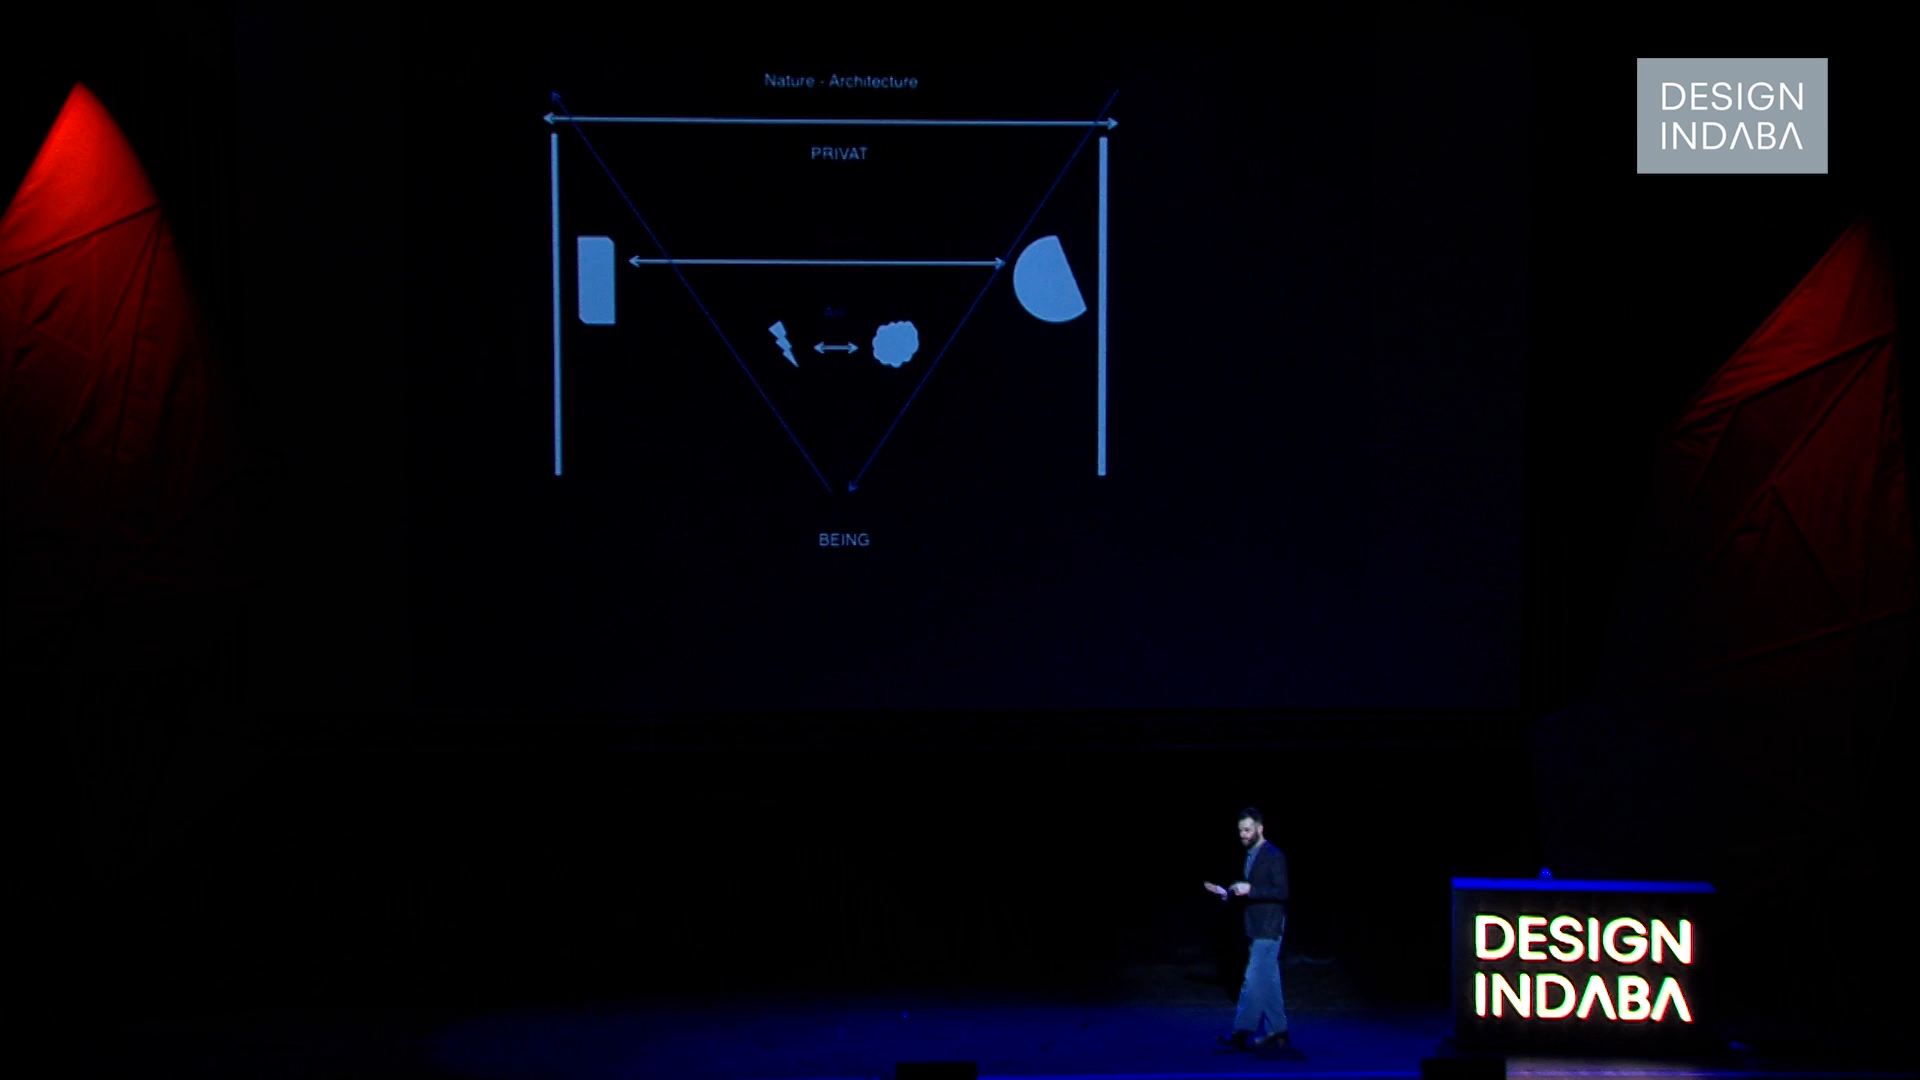 Nature - Architecture
PRIVAT
BEING
DESIGN
INDABA
DESIGN
INDABA